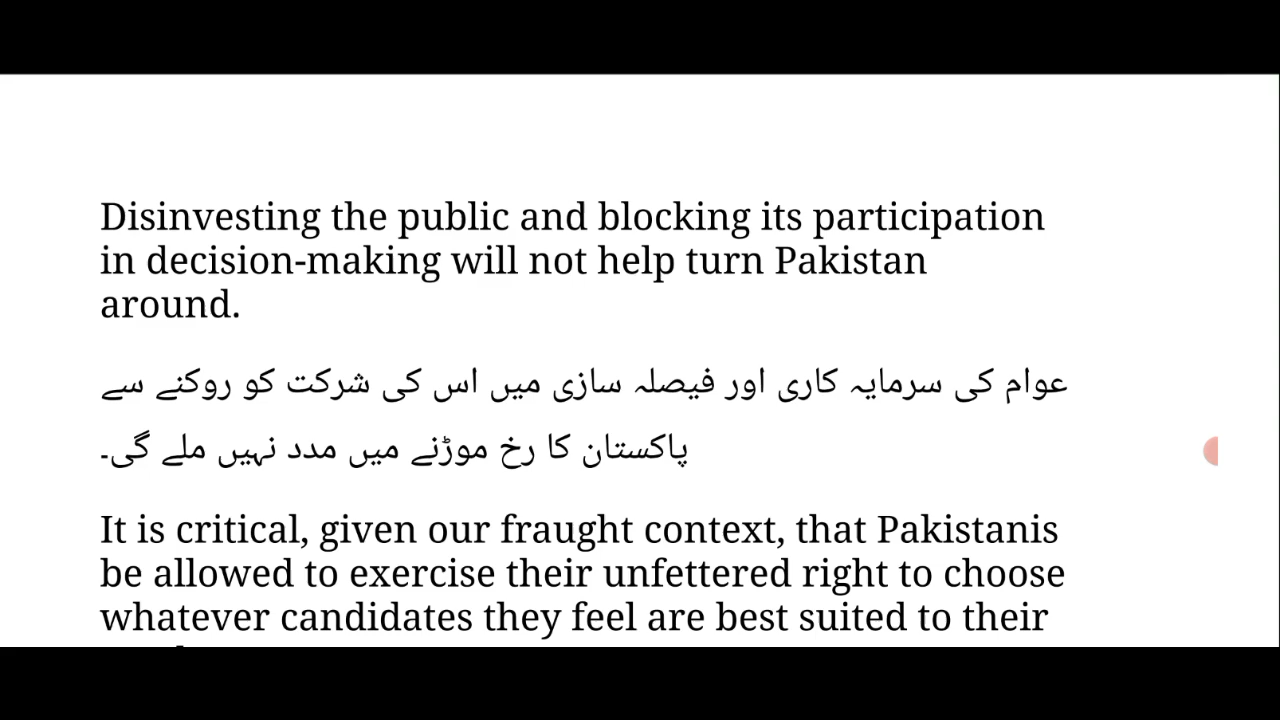 Disinvesting the public and blocking its participation
in decision-making will not help turn Pakistan
around.
عوام کی سرمایہ کاری اور فیصلہ سازی میں اس کی شرکت کو روکنے سے
پاکستان کا رخ موڑنے میں مدد نہیں ملے گی۔
It is critical, given our fraught context, that Pakistanis
be allowed to exercise their unfettered right to choose
whatever candidates they feel are best suited to their